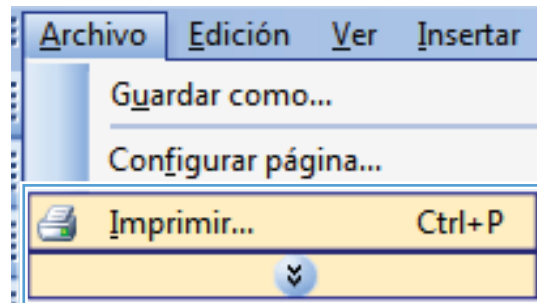 Archivo Edición Ver Insertar
Guardar como...
Configurar página...
Imprimir... Ctrl+P